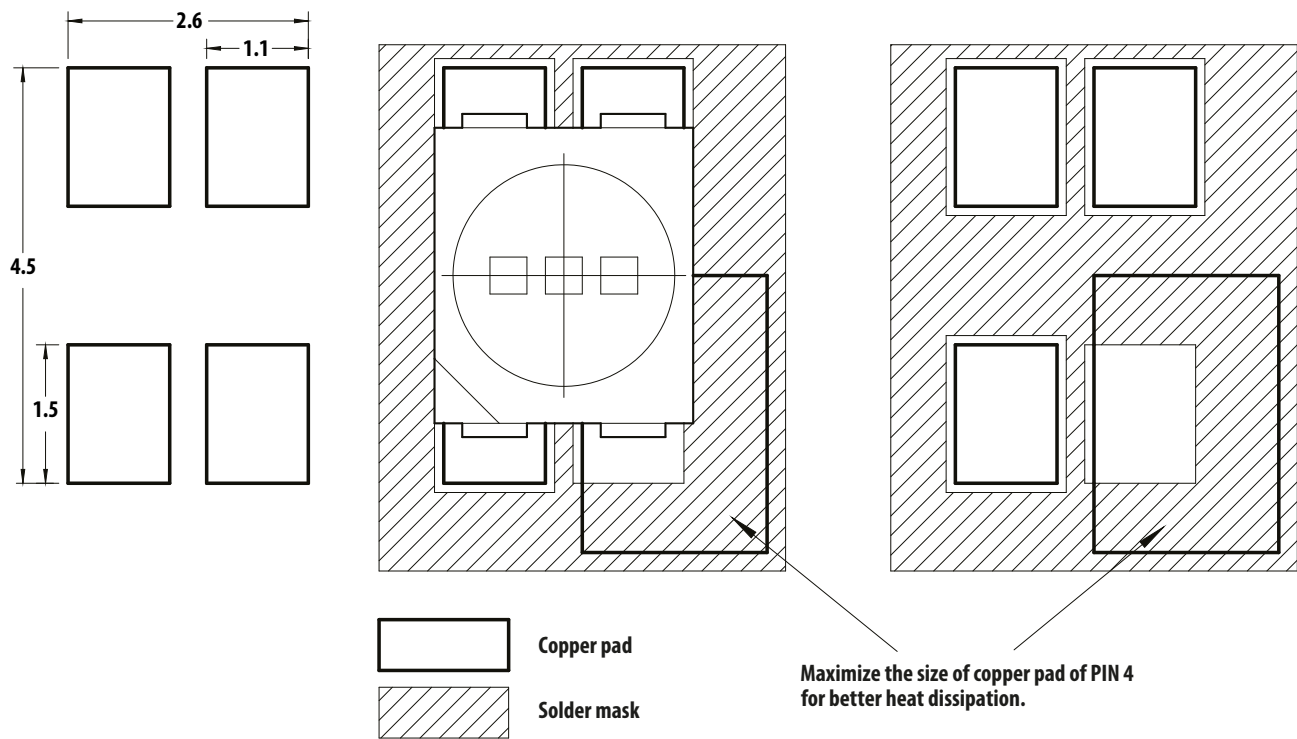 2.6
1.1
4.5
1.5
Copper pad
Solder mask
Maximize the size of copper pad of PIN 4
for better heat dissipation.